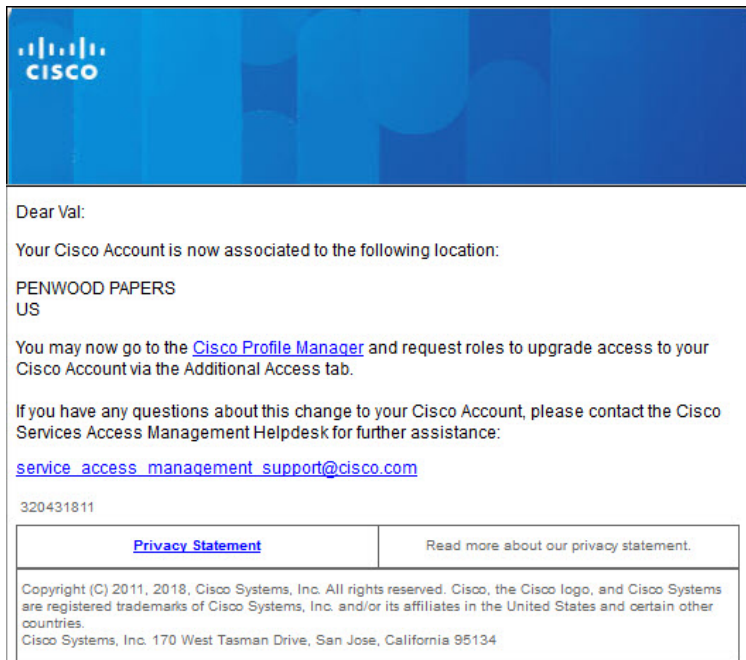 CISCO
Dear Val:
Your Cisco Account is now associated to the following location:
PENWOOD PAPERS
US
You may now go to the Cisco Profile Manager and request roles to upgrade access to your
Cisco Account via the Additional Access tab.
If you have any questions about this change to your Cisco Account, please contact the Cisco
Services Access Management Helpdesk for further assistance:
service_access_management_support@cisco.com
320431811
Privacy Statement
Read more about our privacy statement.
Copyright (C) 2011, 2018, Cisco Systems, Inc. All rights reserved. Cisco, the Cisco logo, and Cisco Systems
are registered trademarks of Cisco Systems, Inc. and/or its affiliates in the United States and certain other
countries.
Cisco Systems, Inc. 170 West Tasman Drive, San Jose, California 95134